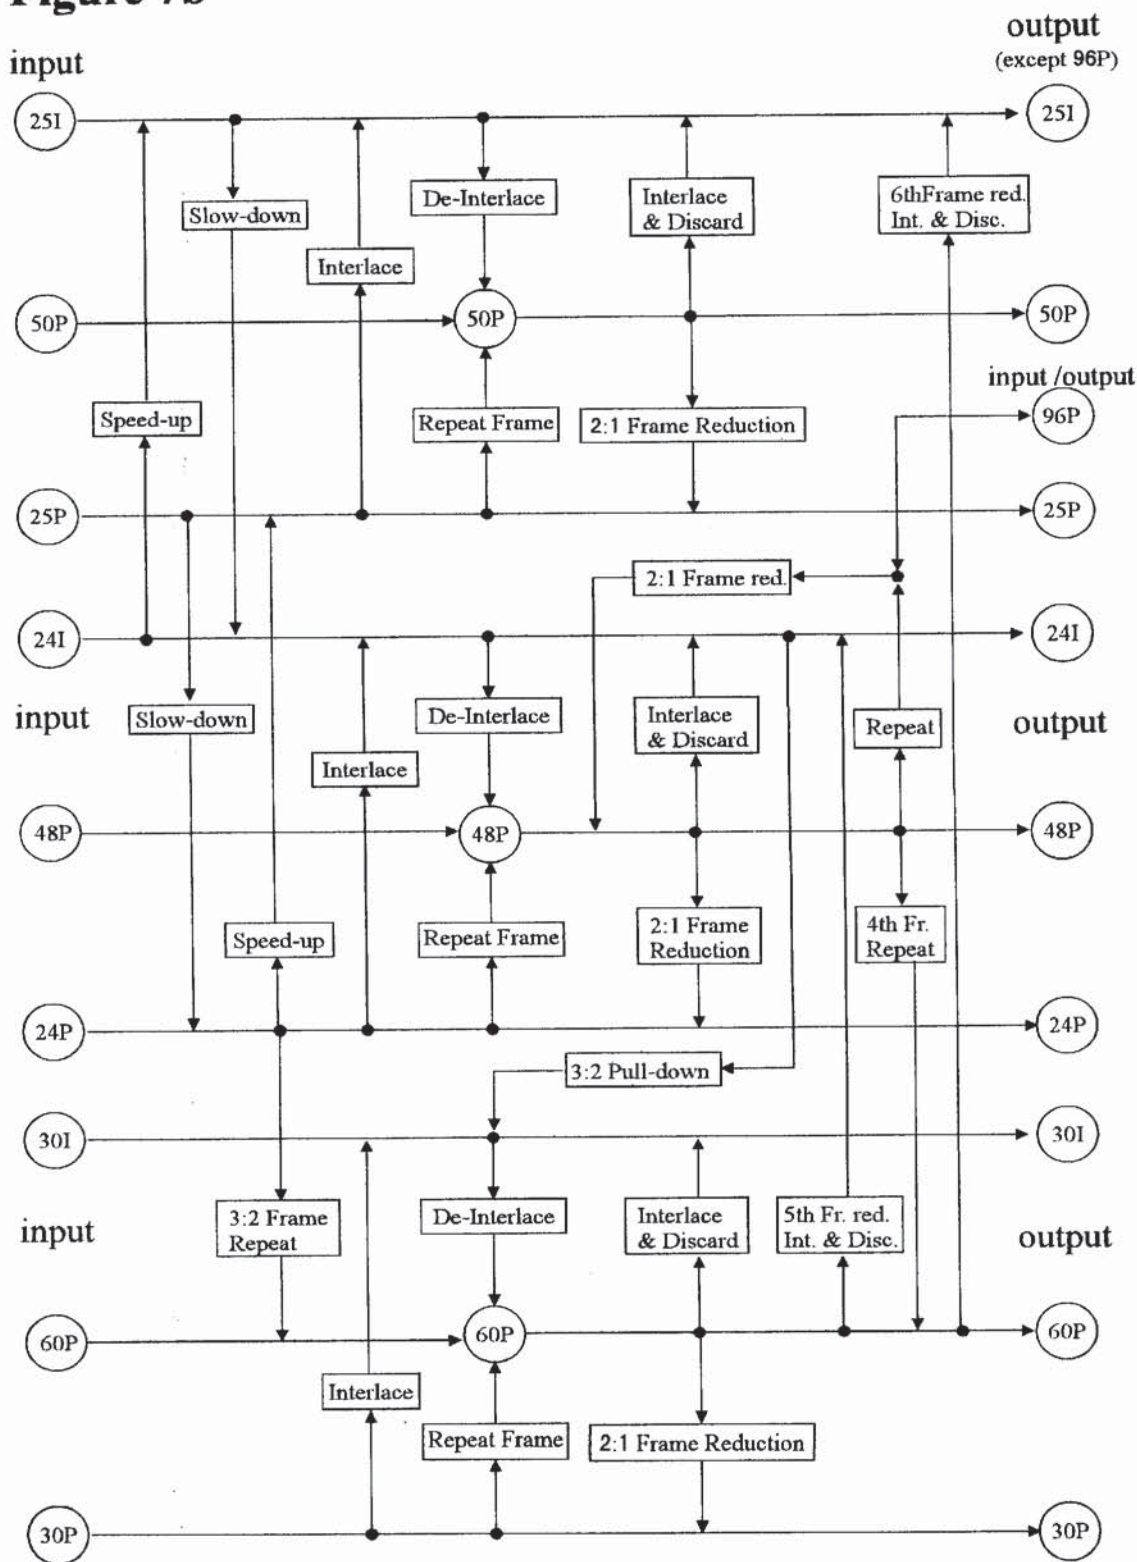 Figure 7b
output
(except 96P)
input
25I
25I
De-Interlace
Interlace
& Discard
6thFrame red.
Int. & Disc.
Slow-down
Interlace
50P
50P
50P
input /output
96P
Speed-up
Repeat Frame
2:1 Frame Reduction
25P
25P
2:1 Frame red.
24I
24I
input
Slow-down
De-Interlace
Interlace
& Discard
Repeat
output
Interlace
48P
48P
48P
Speed-up
Repeat Frame
2:1 Frame
Reduction
4th Fr.
Repeat
24P
24P
3:2 Pull-down
30I
30I
input
3:2 Frame
Repeat
De-Interlace
Interlace
& Discard
5th Fr. red.
Int. & Disc.
output
60P
60P
60P
Interlace
Repeat Frame
2:1 Frame Reduction
30P
30P